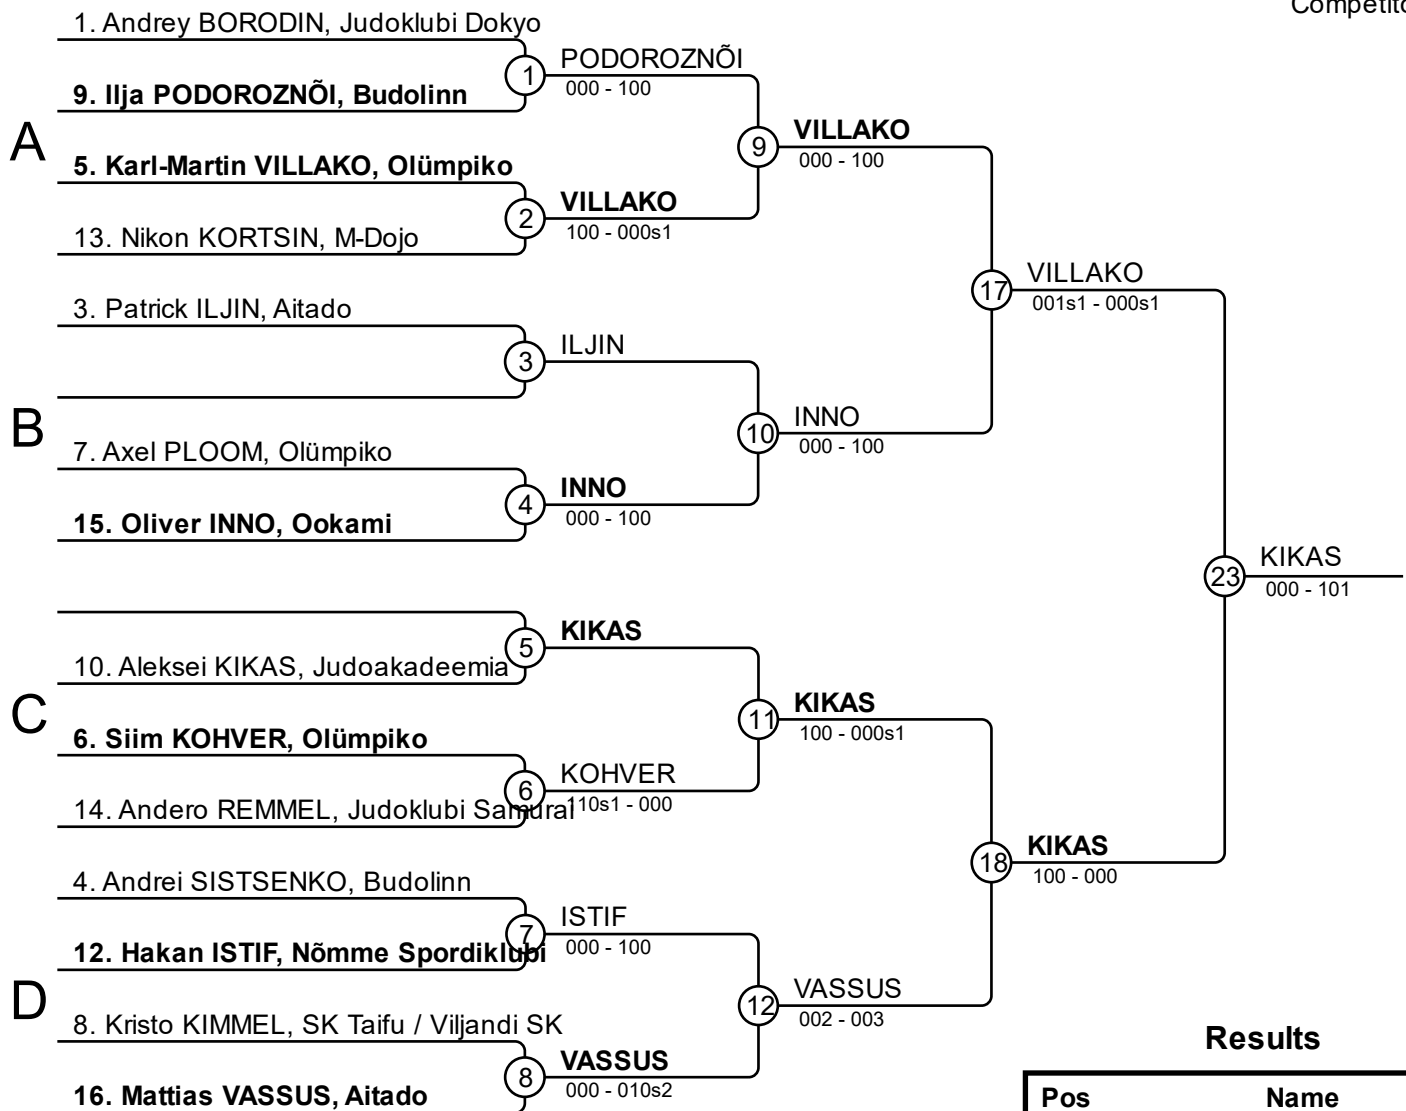 Competito
1. Andrey BORODIN, Judoklubi Dokyo
1
PODOROZNÕI
000 - 100
9. Ilja PODOROZNÕI, Budolinn
A
9
VILLAKO
000 - 100
5. Karl-Martin VILLAKO, Olümpiko
2
VILLAKO
100 - 000s1
13. Nikon KORTSIN, M-Dojo
17
VILLAKO
001s1 - 000s1
3. Patrick ILJIN, Aitado
3
ILJIN
B
10
INNO
000 - 100
7. Axel PLOOM, Olümpiko
4
INNO
000 - 100
15. Oliver INNO, Ookami
23
KIKAS
000 - 101
5
KIKAS
10. Aleksei KIKAS, Judoakadeemia
C
11
KIKAS
100 - 000s1
6. Siim KOHVER, Olümpiko
6
KOHVER
110s1 - 000
14. Andero REMMEL, Judoklubi Samurai
18
KIKAS
100 - 000
4. Andrei SISTSENKO, Budolinn
7
ISTIF
000 - 100
12. Hakan ISTIF, Nõmme Spordiklubi
D
12
VASSUS
002 - 003
8. Kristo KIMMEL, SK Taifu / Viljandi SK
8
VASSUS
000 - 010s2
16. Mattias VASSUS, Aitado
Results
Pos Name